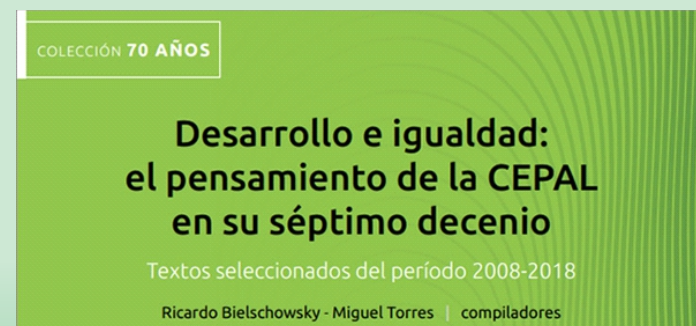 COLECCIÓN 70 AÑOS
Desarrollo e igualdad:
el pensamiento de la CEPAL
en su séptimo decenio
Textos seleccionados del período 2008-2018
Ricardo Bielschowsky - Miguel Torres | compiladores